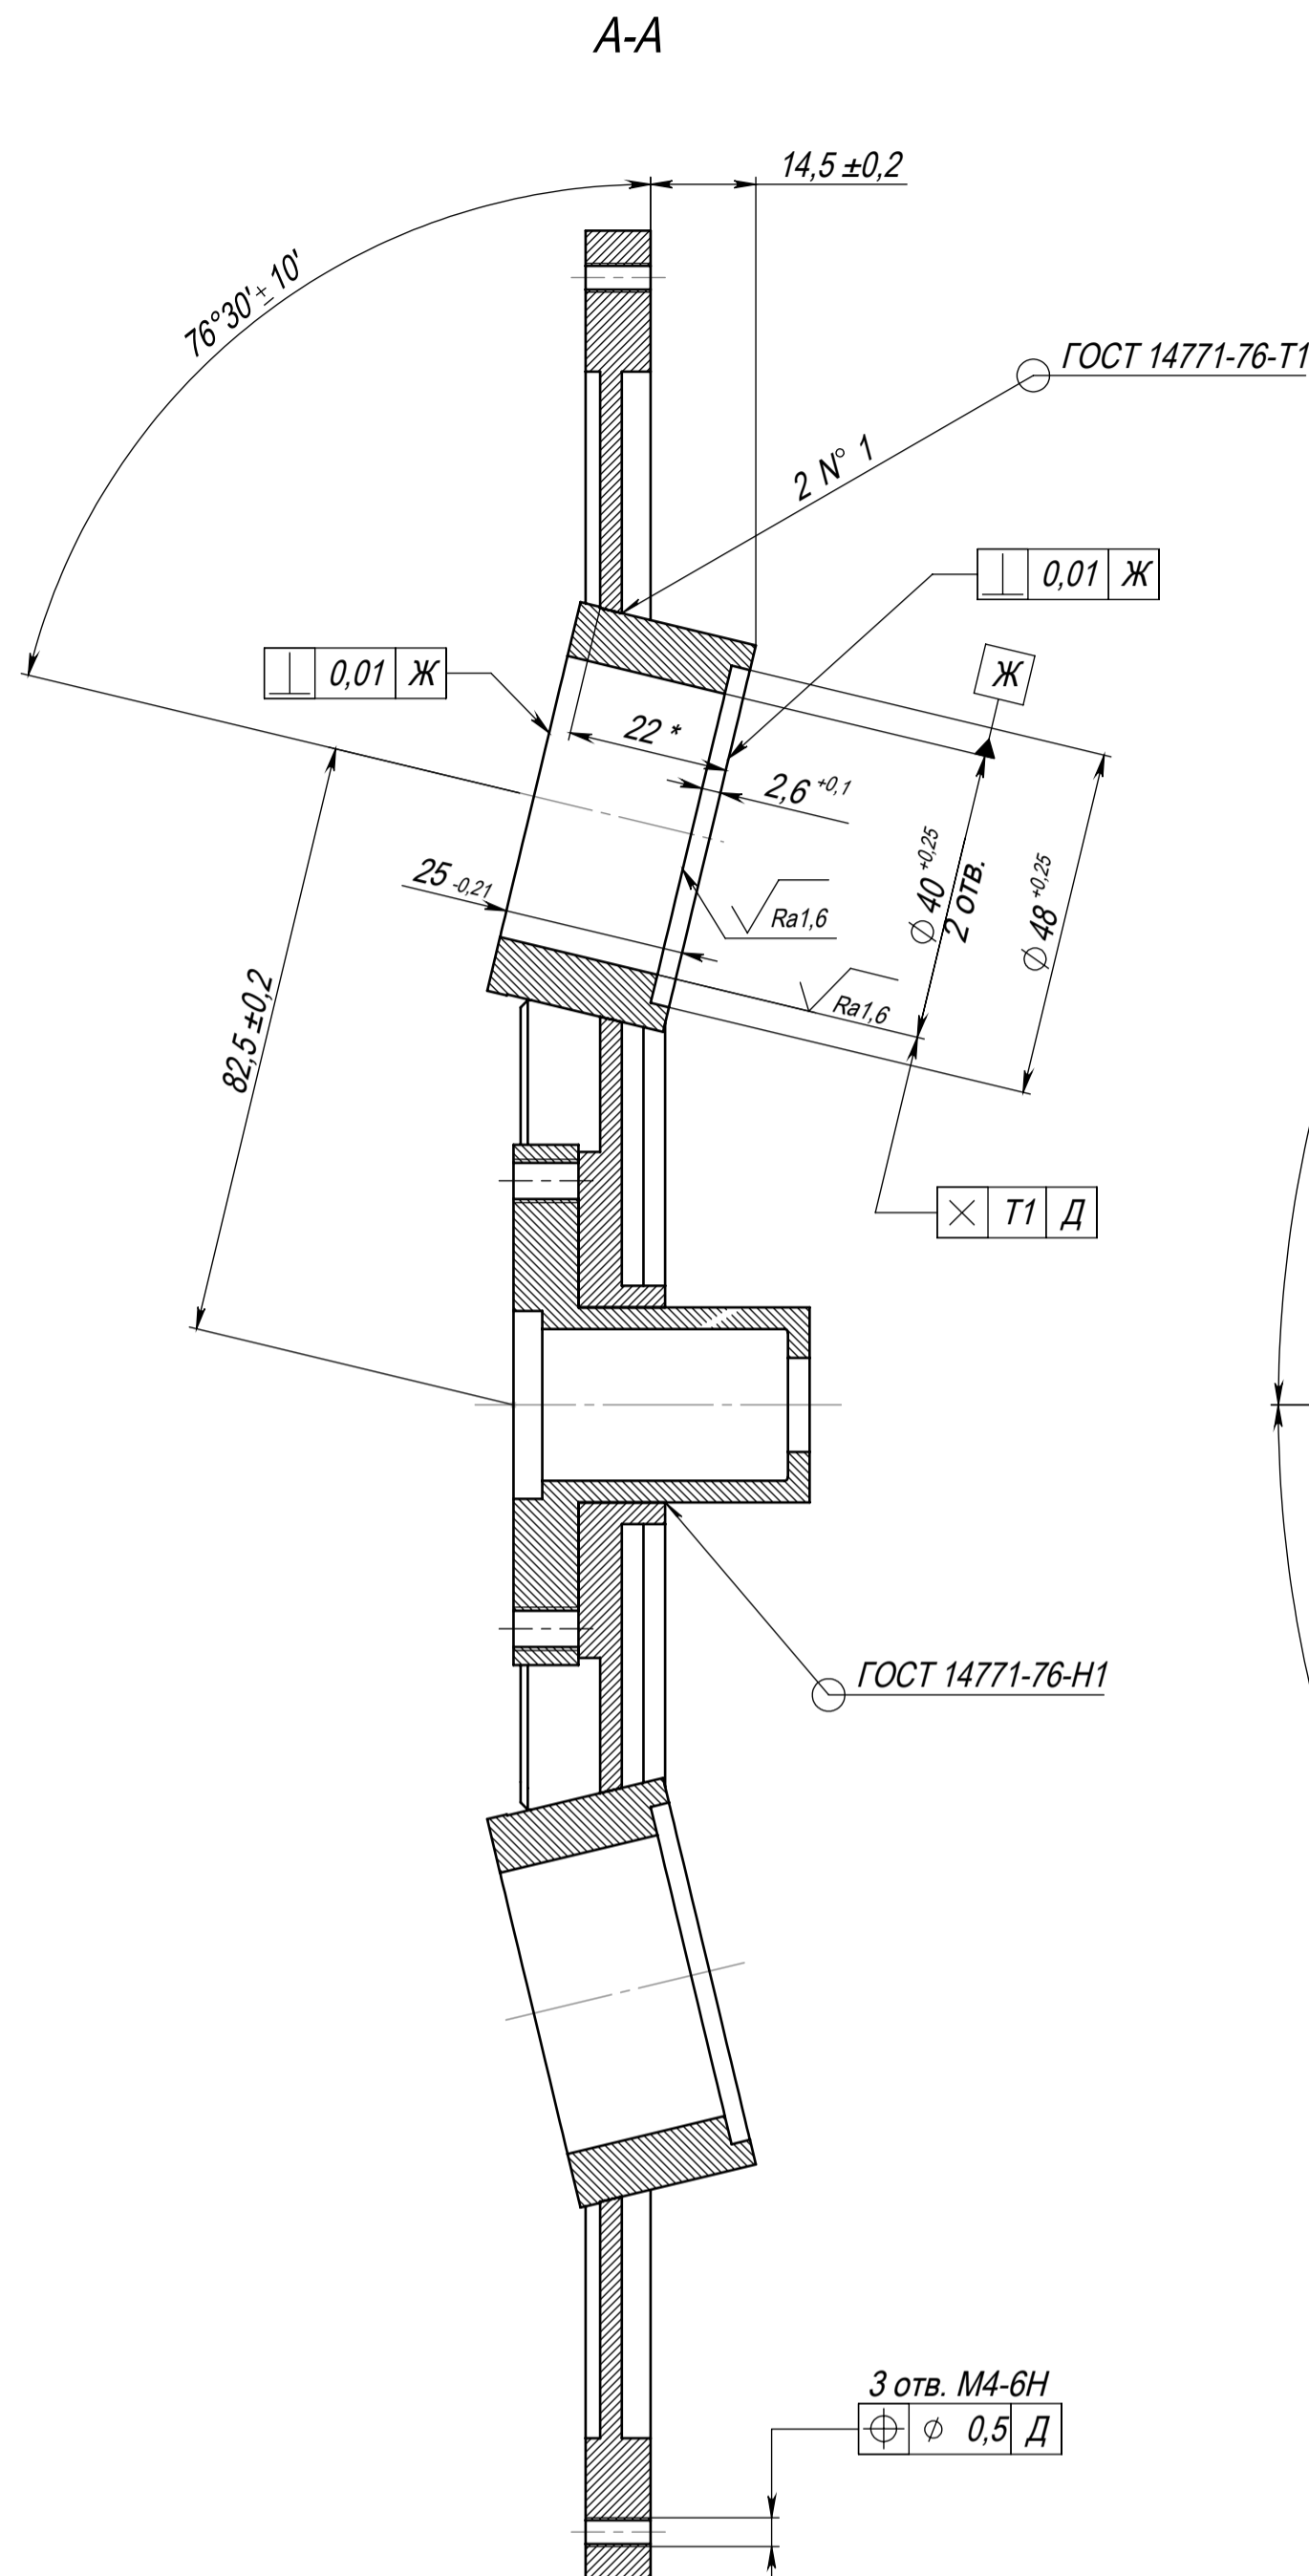 А-А
14,5 ±0,2
76°30'±10'
ГОСТ 14771-76-Т1
2 N° 1
⊥ 0,01 Ж
⊥ 0,01 Ж
Ж
22 *
2,6 +0,1
25 -0,21
Ra1,6
⌀ 40 +0,25
2 отв.
⌀ 48 +0,25
Ra1,6
82,5 ±0,2
Т1 Д
ГОСТ 14771-76-Н1
3 отв. М4-6Н
⌖ ⌀ 0,5 Д